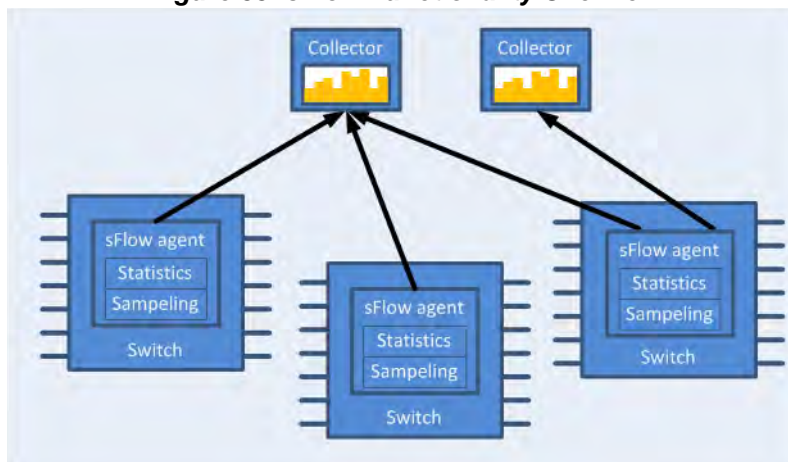 Collector
Collector
sFlow agent
Statistics
Sampeling
Switch
sFlow agent
Statistics
Sampeling
Switch
sFlow agent
Statistics
Sampeling
Switch